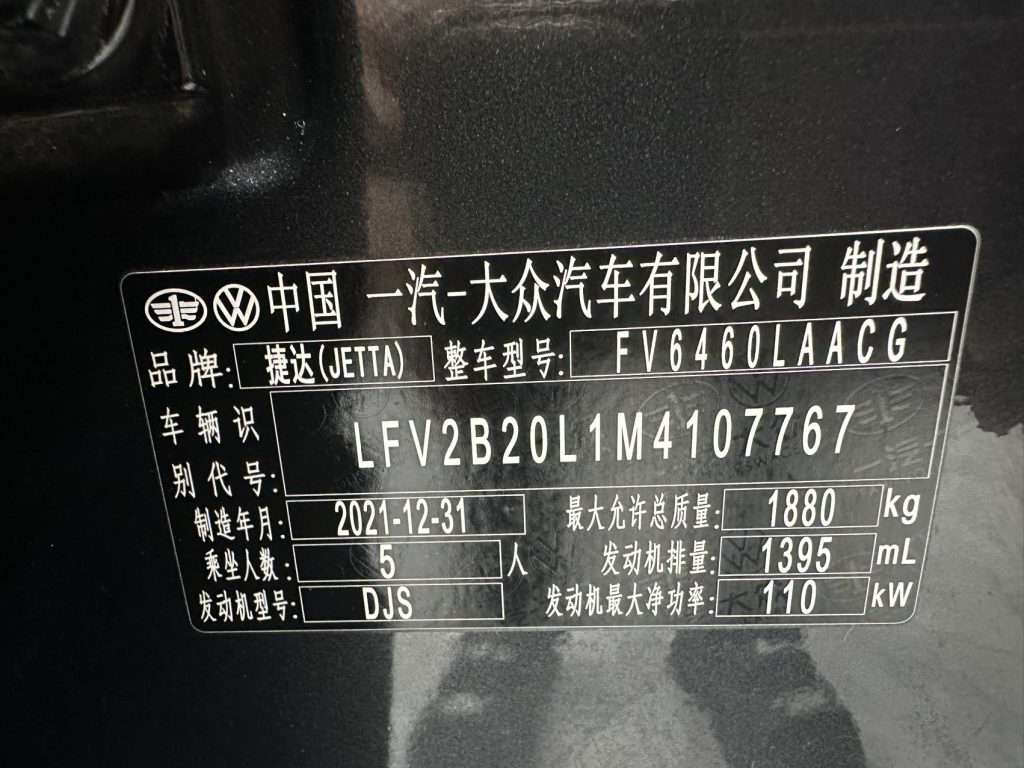 中国 一汽-大众汽车有限公司 制造
品牌: 捷达(JETTA) 整车型号: FV6460LAACG
车辆识别代号: LFV2B20L1M4107767
制造年月: 2021-12-31 最大允许总质量: 1880 kg
乘坐人数: 5 人 发动机排量: 1395 mL
发动机型号: DJS 发动机最大净功率: 110 kW